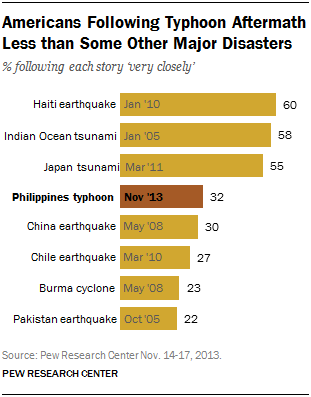 Americans Following Typhoon Aftermath
Less than Some Other Major Disasters
% following each story ‘very closely’
Haiti earthquake Jan '10 60
Indian Ocean tsunami Jan '05 58
Japan tsunami Mar '11 55
Philippines typhoon Nov '13 32
China earthquake May '08 30
Chile earthquake Mar '10 27
Burma cyclone May '08 23
Pakistan earthquake Oct '05 22
Source: Pew Research Center Nov. 14-17, 2013.
PEW RESEARCH CENTER